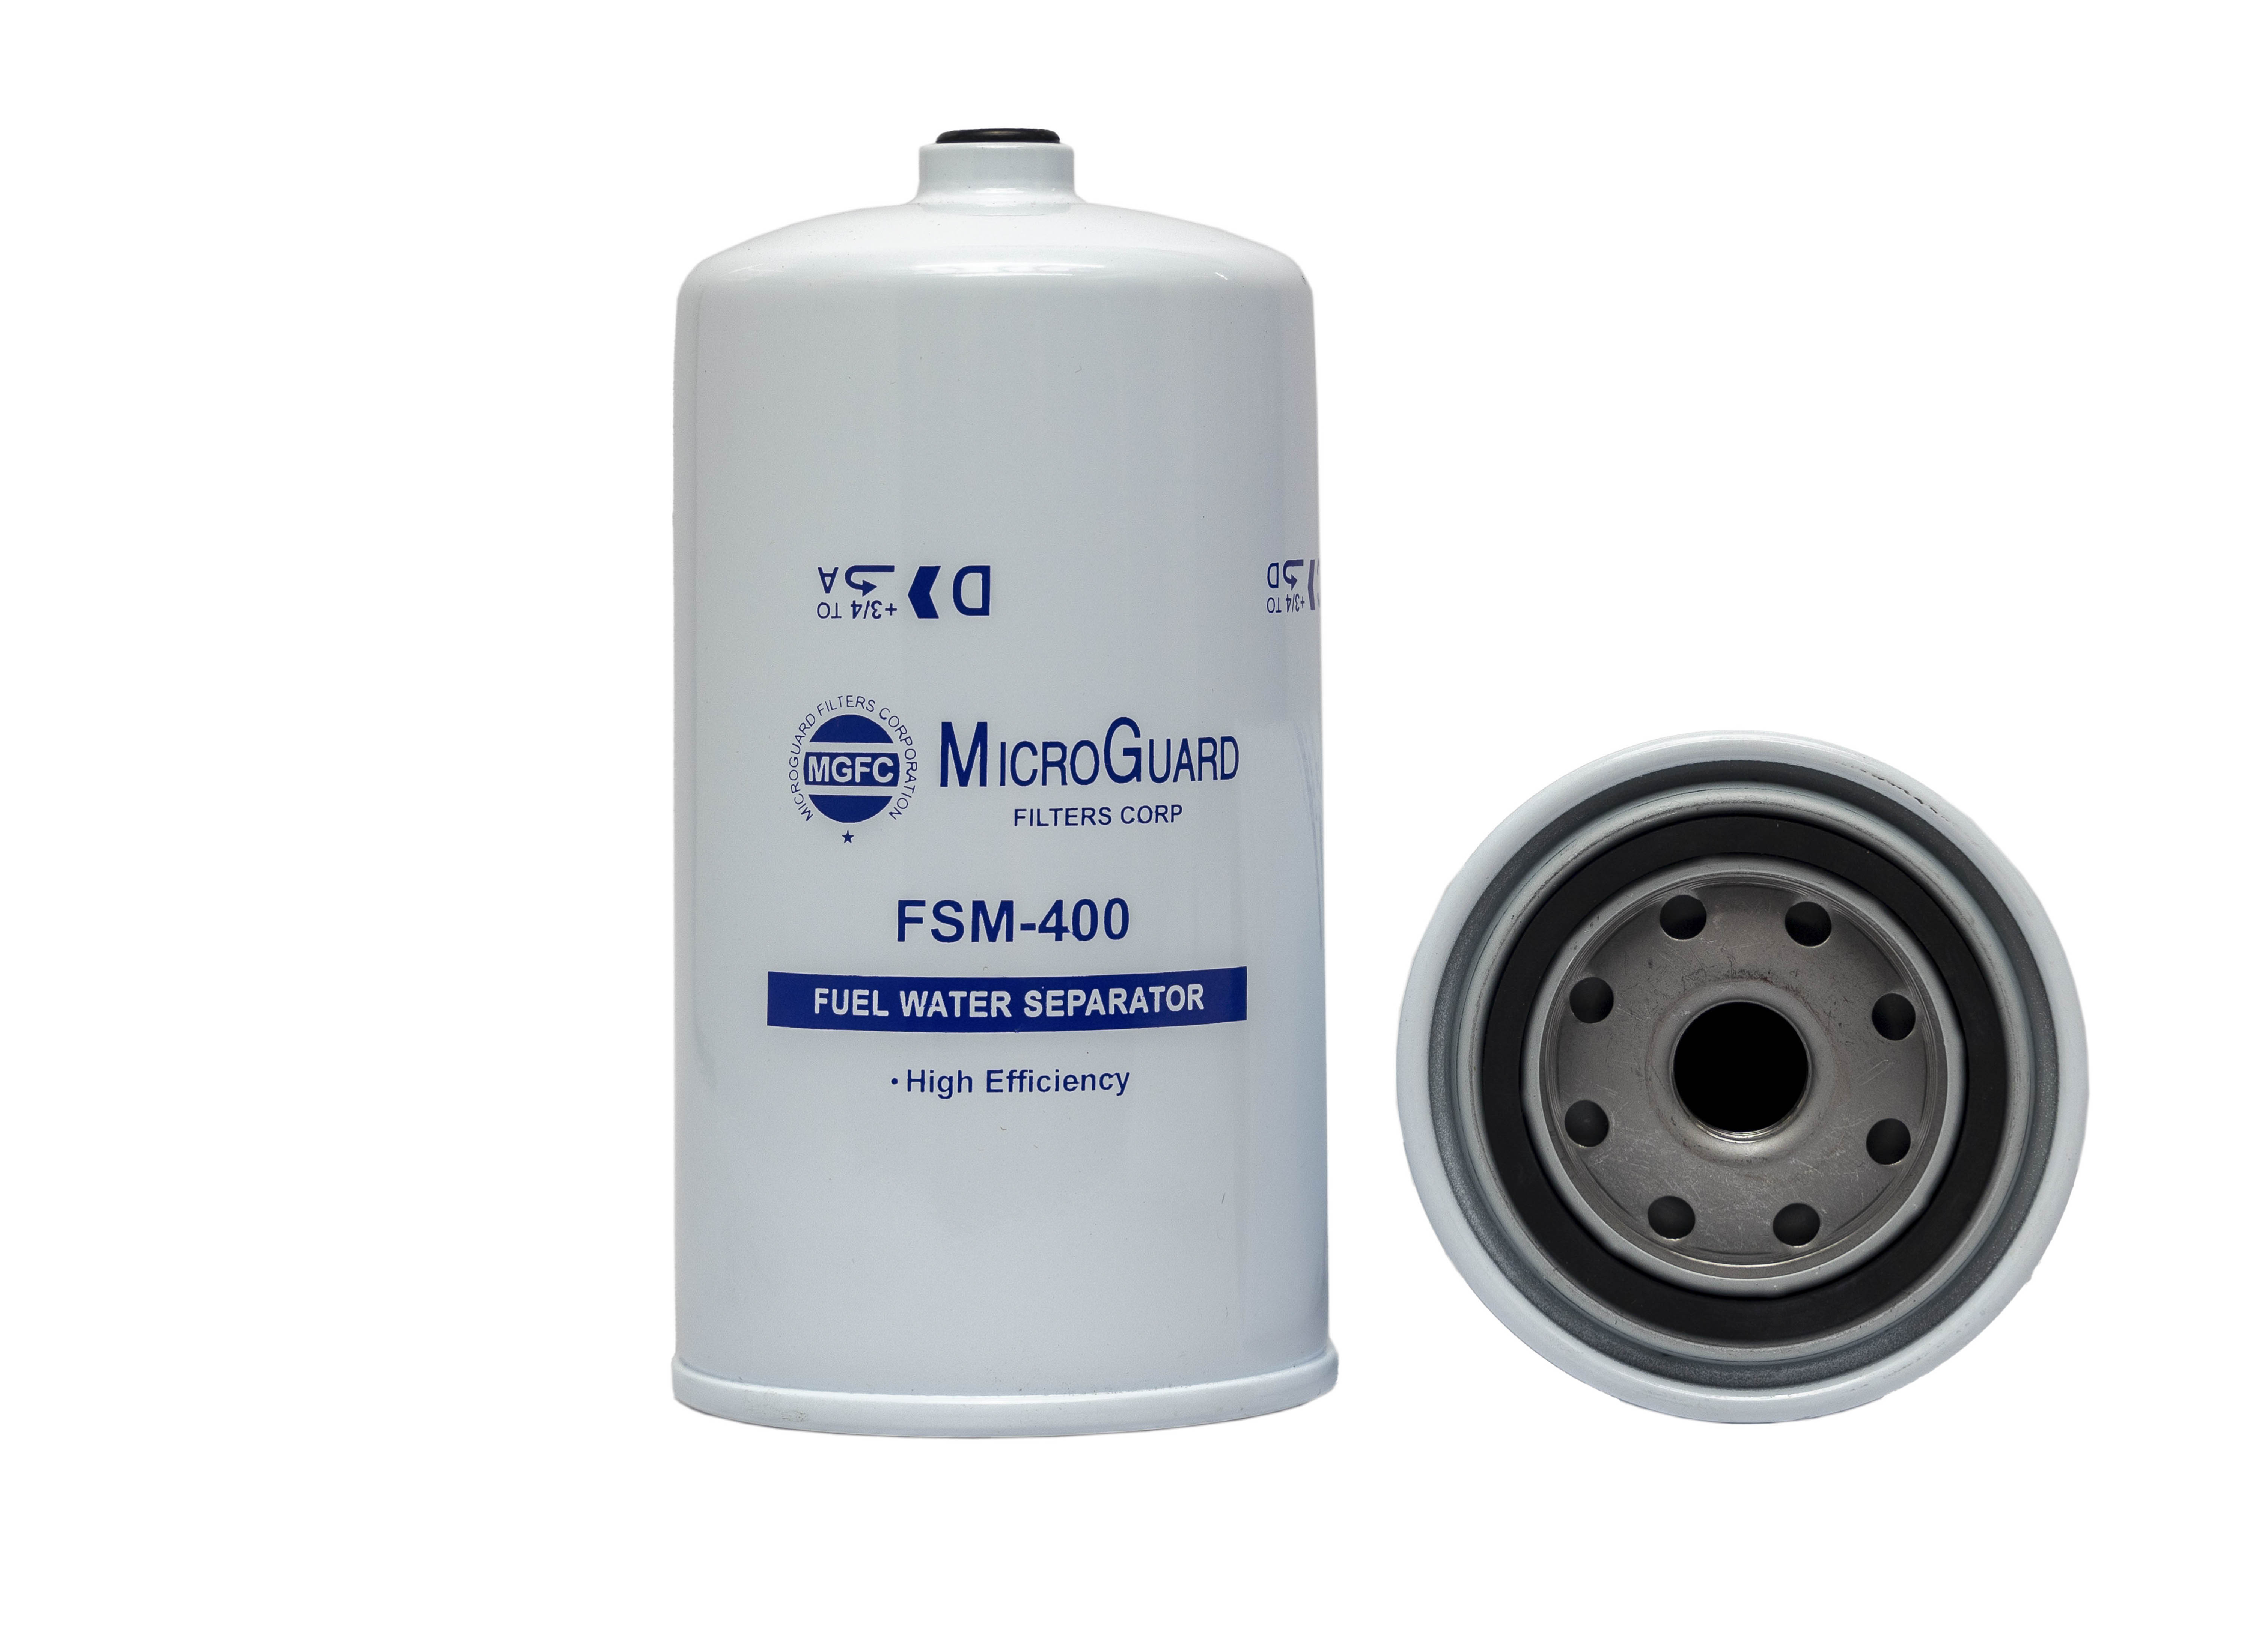 D
+3/4 TO
A
+3/4 TO
D
MICROGUARD FILTERS CORPORATION
MGFC
MICROGUARD
FILTERS CORP
FSM-400
FUEL WATER SEPARATOR
• High Efficiency